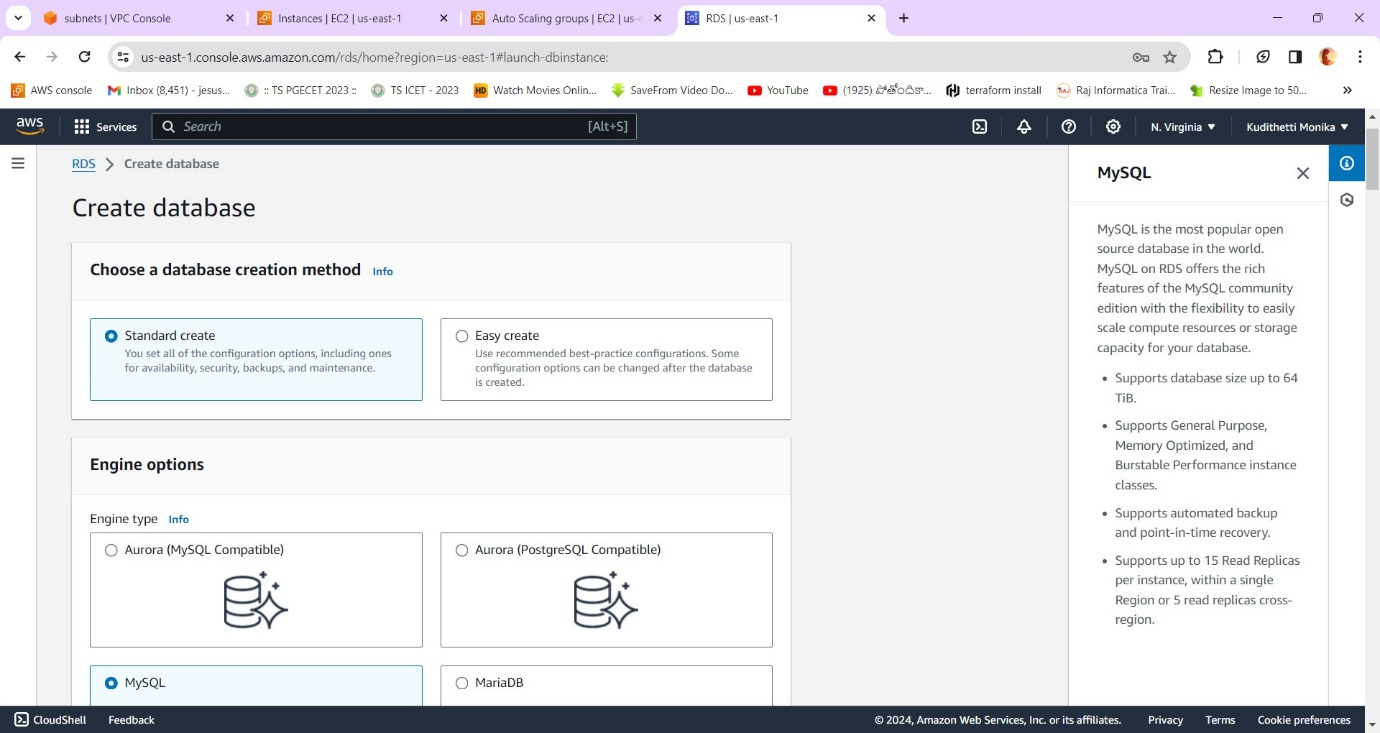 subnets | VPC Console
Instances | EC2 | us-east-1
Auto Scaling groups | EC2 | us-e
RDS | us-east-1
us-east-1.console.aws.amazon.com/rds/home?region=us-east-1#launch-dbinstance:
AWS console
Inbox (8,451) - jesus...
:: TS PGECET 2023 ::
TS ICET - 2023
HD
Watch Movies Onlin...
SaveFrom Video Do...
YouTube
(1925)
terraform install
Raj Informatica Trai...
Resize Image to 50...
aws
Services
Search
[Alt+S]
N. Virginia
Kudithetti Monika
RDS
Create database
Create database
Choose a database creation method Info
Standard create
You set all of the configuration options, including ones
for availability, security, backups, and maintenance.
Easy create
Use recommended best-practice configurations. Some
configuration options can be changed after the database
is created.
Engine options
Engine type Info
Aurora (MySQL Compatible)
Aurora (PostgreSQL Compatible)
MySQL
MariaDB
MySQL
MySQL is the most popular open
source database in the world.
MySQL on RDS offers the rich
features of the MySQL community
edition with the flexibility to easily
scale compute resources or storage
capacity for your database.
• Supports database size up to 64
TiB.
• Supports General Purpose,
Memory Optimized, and
Burstable Performance instance
classes.
• Supports automated backup
and point-in-time recovery.
• Supports up to 15 Read Replicas
per instance, within a single
Region or 5 read replicas cross-
region.
CloudShell
Feedback
© 2024, Amazon Web Services, Inc. or its affiliates.
Privacy
Terms
Cookie preferences